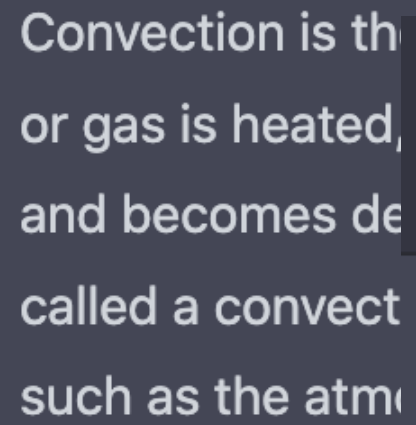 Convection is th
or gas is heated,
and becomes de
called a convect
such as the atm